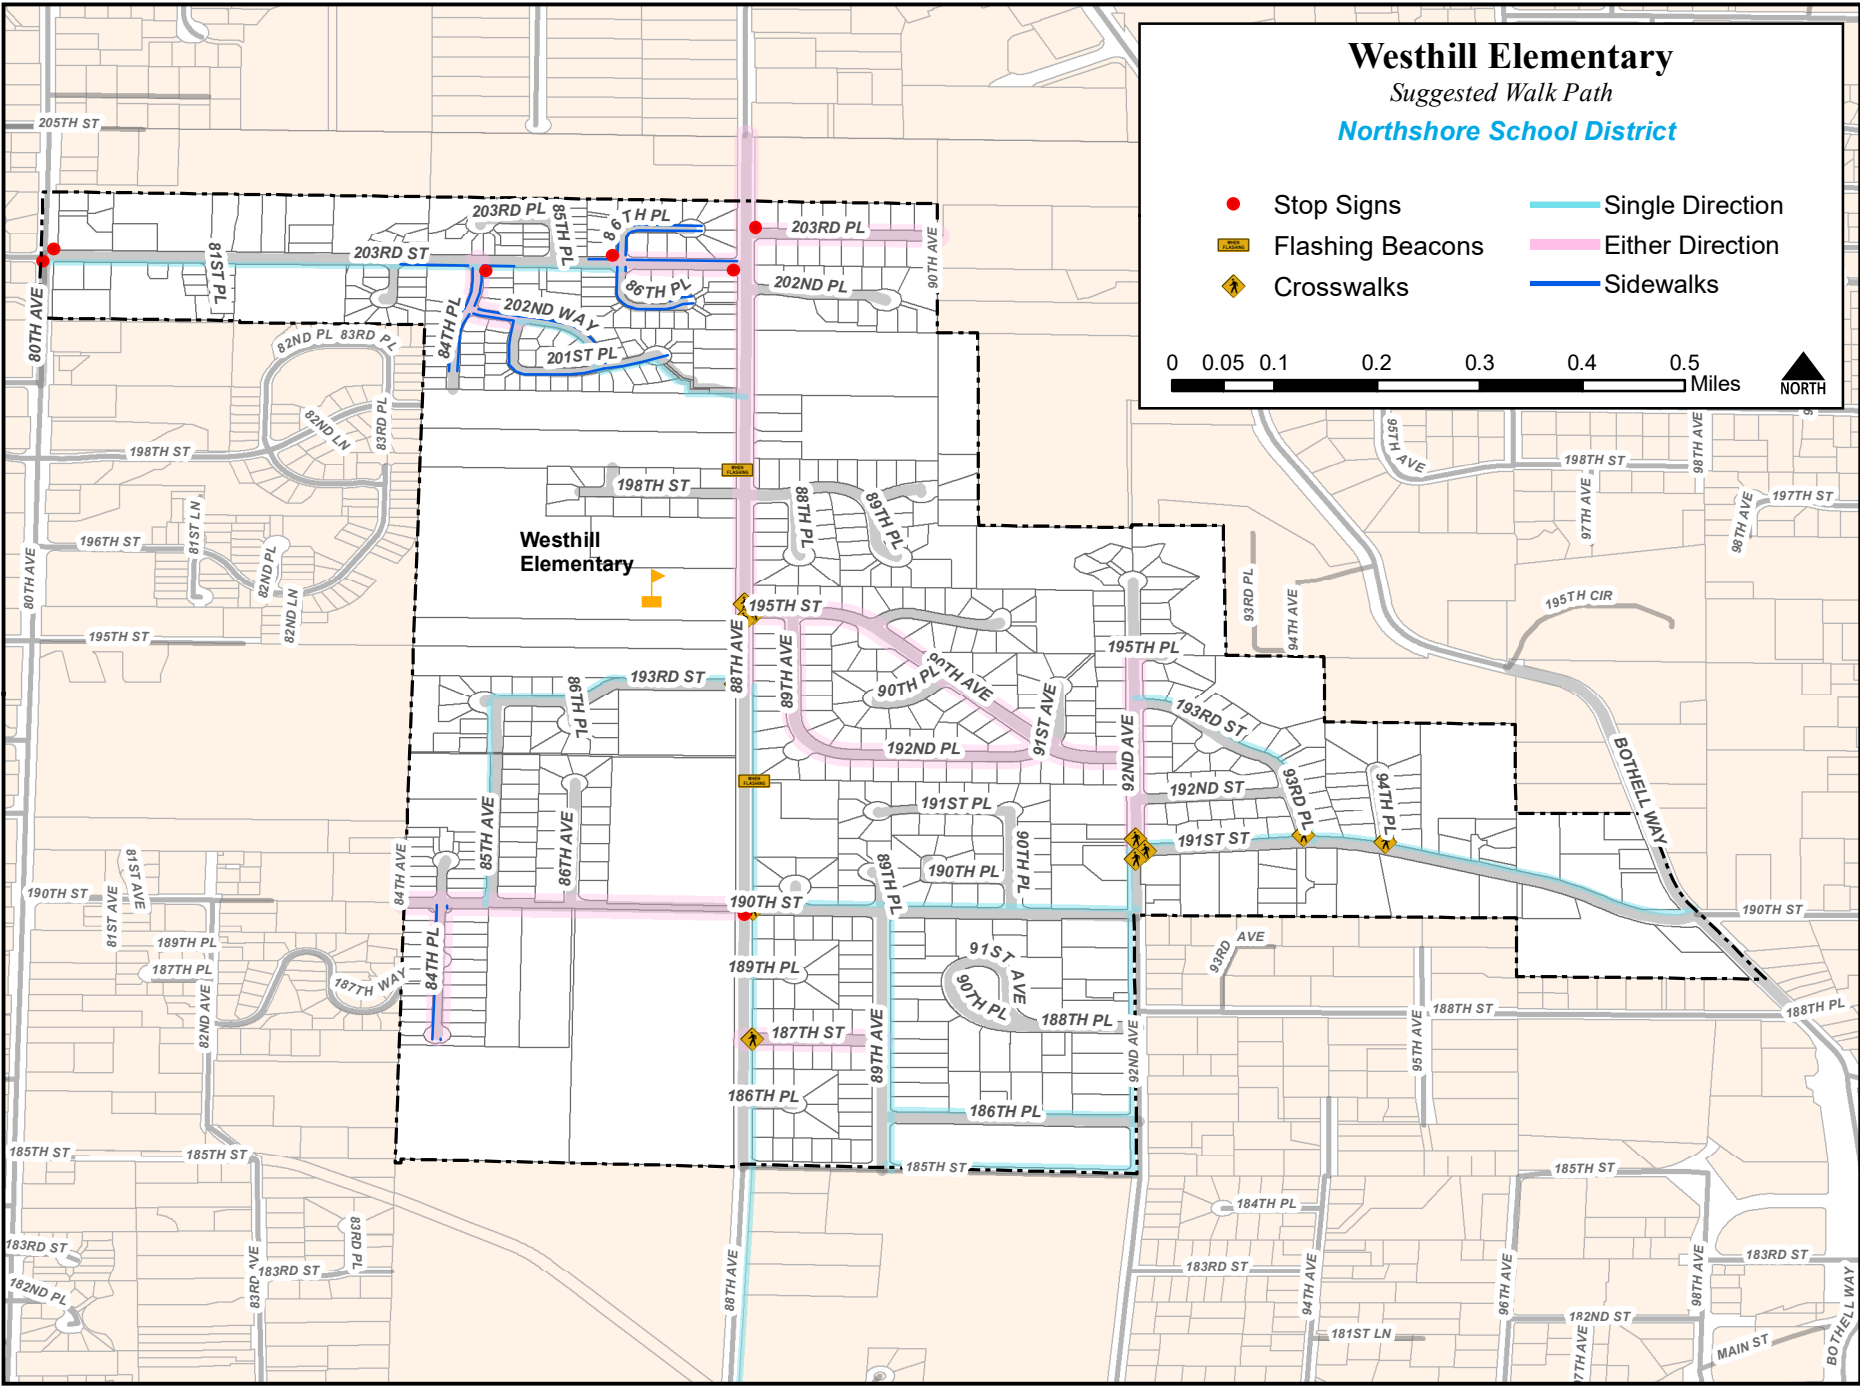 Westhill Elementary
Suggested Walk Path
Northshore School District
Stop Signs
Single Direction
Flashing Beacons
Either Direction
Crosswalks
Sidewalks
0 0.05 0.1 0.2 0.3 0.4 0.5
Miles
NORTH
205TH ST
203RD PL
85TH PL
86TH PL
203RD PL
90TH AVE
203RD ST
81ST PL
202ND PL
86TH PL
80TH AVE
84TH PL
202ND WAY
201ST PL
82ND PL
83RD PL
82ND LN
83RD PL
198TH ST
WHEN FLASHING
198TH ST
88TH PL
89TH PL
95TH AVE
198TH ST
98TH AVE
97TH AVE
98TH AVE
197TH ST
81ST LN
196TH ST
82ND PL
82ND LN
80TH AVE
Westhill
Elementary
93RD PL
94TH AVE
195TH CIR
195TH ST
195TH ST
88TH AVE
89TH AVE
195TH PL
193RD ST
86TH PL
90TH PL
90TH AVE
91ST AVE
192ND PL
92ND AVE
193RD ST
BOTHELL WAY
WHEN FLASHING
192ND ST
93RD PL
94TH PL
191ST PL
191ST ST
85TH AVE
86TH AVE
90TH PL
190TH PL
89TH PL
84TH AVE
81ST AVE
81ST AVE
190TH ST
190TH ST
190TH ST
189TH PL
187TH PL
187TH WAY
82ND AVE
84TH PL
189TH PL
91ST AVE
90TH PL
93RD AVE
188TH PL
188TH ST
188TH PL
187TH ST
89TH AVE
92ND AVE
95TH AVE
186TH PL
186TH PL
185TH ST
185TH ST
185TH ST
185TH ST
184TH PL
183RD ST
83RD PL
83RD AVE
183RD ST
182ND PL
88TH AVE
183RD ST
94TH AVE
96TH AVE
98TH AVE
183RD ST
182ND ST
181ST LN
97TH AVE
MAIN ST
BOTHELL WAY